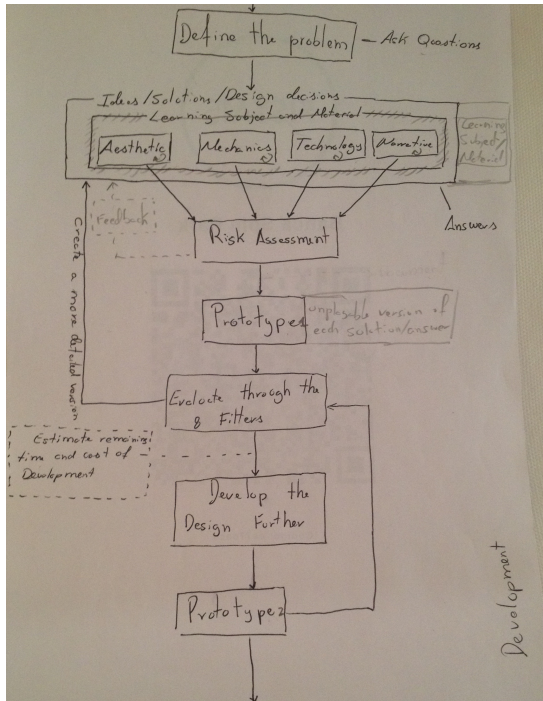 Define the problem
- Ask Questions
Ideas/Solutions/Design decisions
Learning Subject and Material
Aesthetic
Mechanics
Technology
Narrative
Learning
Subject/
Material
Feedback
Answers
Risk Assessment
Create a more detailed version
Prototype1
unplayable version of
each solution/answer
Evaluate through the
8 Filters
Estimate remaining
time and cost of
Development
Develop the
Design Further
Prototype2
Devolopment